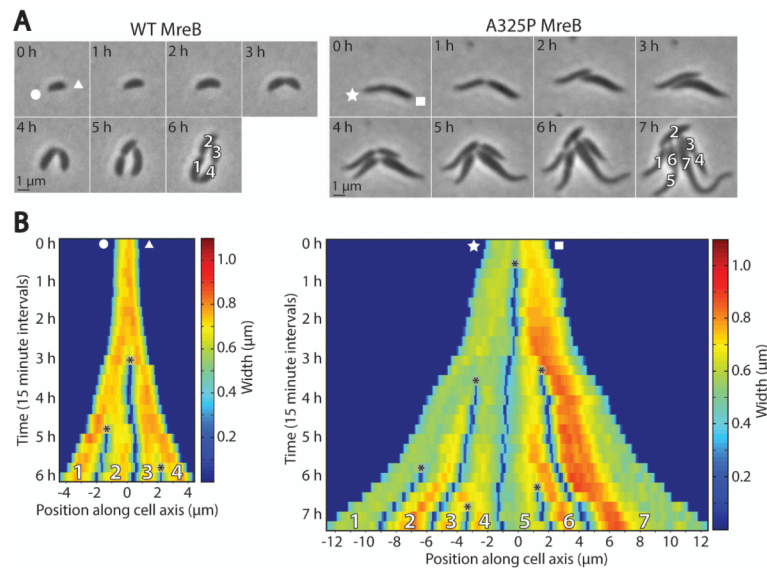 A
WT MreB
0 h
1 h
2 h
3 h
4 h
5 h
6 h
2
3
1
4
1 µm
A325P MreB
0 h
1 h
2 h
3 h
4 h
5 h
6 h
7 h
2
3
1 6 7 4
5
1 µm
B
0 h
1 h
2 h
3 h
4 h
5 h
6 h
Time (15 minute intervals)
*
*
*
1 2 3 4
-4 -2 0 2 4
Position along cell axis (µm)
1.0
0.8
0.6
0.4
0.2
Width (µm)
0 h
1 h
2 h
3 h
4 h
5 h
6 h
7 h
Time (15 minute intervals)
*
*
*
*
*
*
1 2 3 4 5 6 7
-12 -10 -8 -6 -4 -2 0 2 4 6 8 10 12
Position along cell axis (µm)
1.0
0.8
0.6
0.4
0.2
Width (µm)